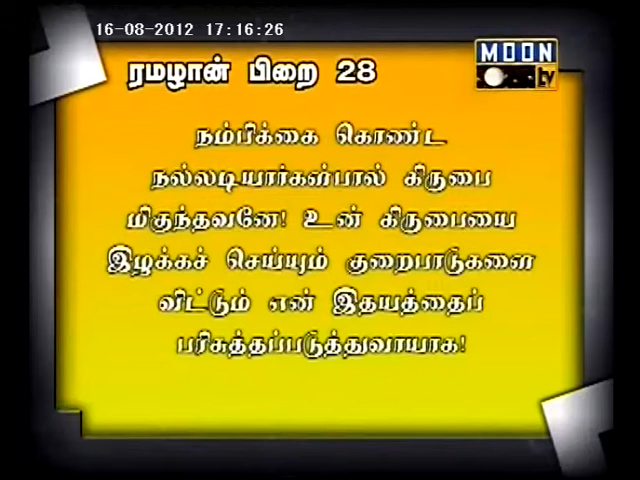 16-08-2012 17:16:26
ரமழான் பிறை 28
MOON
tv
நம்பிக்கை கொண்ட
நல்லடியார்கள்பால் கிருபை
மிகுந்தவனே! உன் கிருபையை
இழக்கச் செய்யும் குறைபாடுகளை
விட்டும் என் இதயத்தைப்
பரிசுத்தப்படுத்துவாயாக!